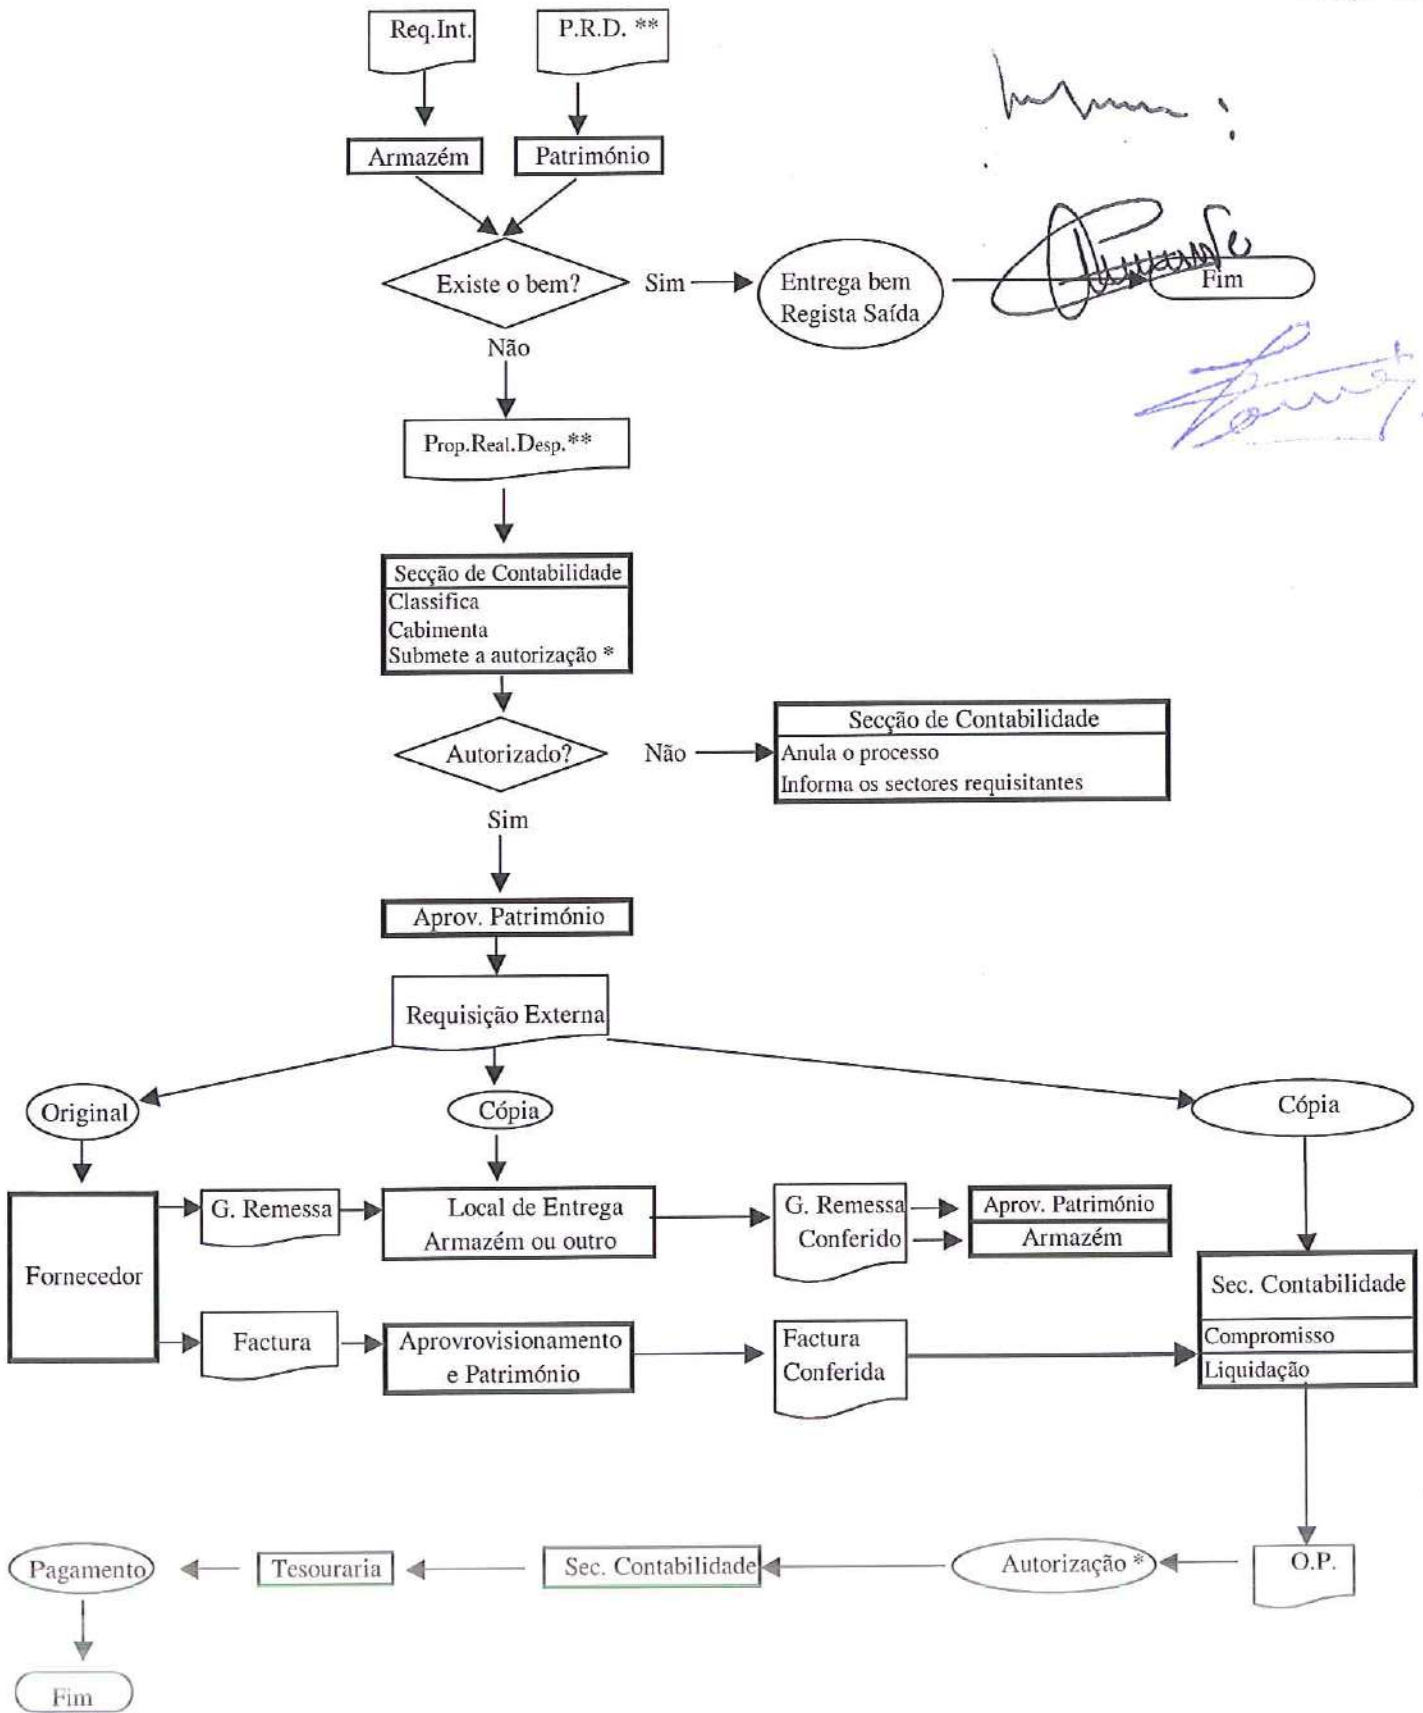 Req.Int.
P.R.D. **
Armazém
Património
Existe o bem?
Sim
Entrega bem
Regista Saída
Fim
Não
Prop.Real.Desp.**
Secção de Contabilidade
Classifica
Cabimenta
Submete a autorização *
Autorizado?
Não
Secção de Contabilidade
Anula o processo
Informa os sectores requisitantes
Sim
Aprov. Património
Requisição Externa
Original
Cópia
Cópia
Fornecedor
G. Remessa
Local de Entrega
Armazém ou outro
G. Remessa
Conferido
Aprov. Património
Armazém
Sec. Contabilidade
Compromisso
Liquidação
Factura
Aprovrovisionamento
e Património
Factura
Conferida
Pagamento
Tesouraria
Sec. Contabilidade
Autorização *
O.P.
Fim